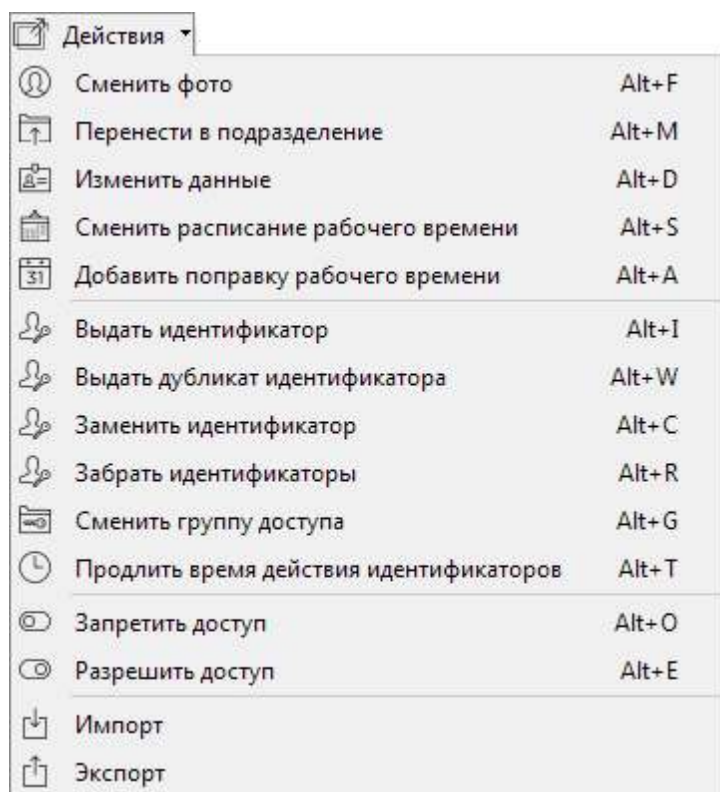 Действия
Сменить фото Alt+F
Перенести в подразделение Alt+M
Изменить данные Alt+D
Сменить расписание рабочего времени Alt+S
31 Добавить поправку рабочего времени Alt+A
Выдать идентификатор Alt+I
Выдать дубликат идентификатора Alt+W
Заменить идентификатор Alt+C
Забрать идентификаторы Alt+R
Сменить группу доступа Alt+G
Продлить время действия идентификаторов Alt+T
Запретить доступ Alt+O
Разрешить доступ Alt+E
Импорт
Экспорт